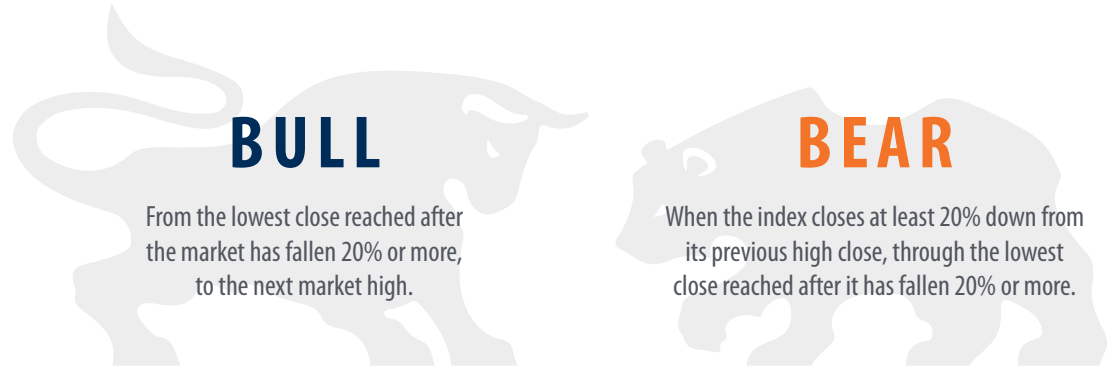 BULL
From the lowest close reached after
the market has fallen 20% or more,
to the next market high.
BEAR
When the index closes at least 20% down from
its previous high close, through the lowest
close reached after it has fallen 20% or more.